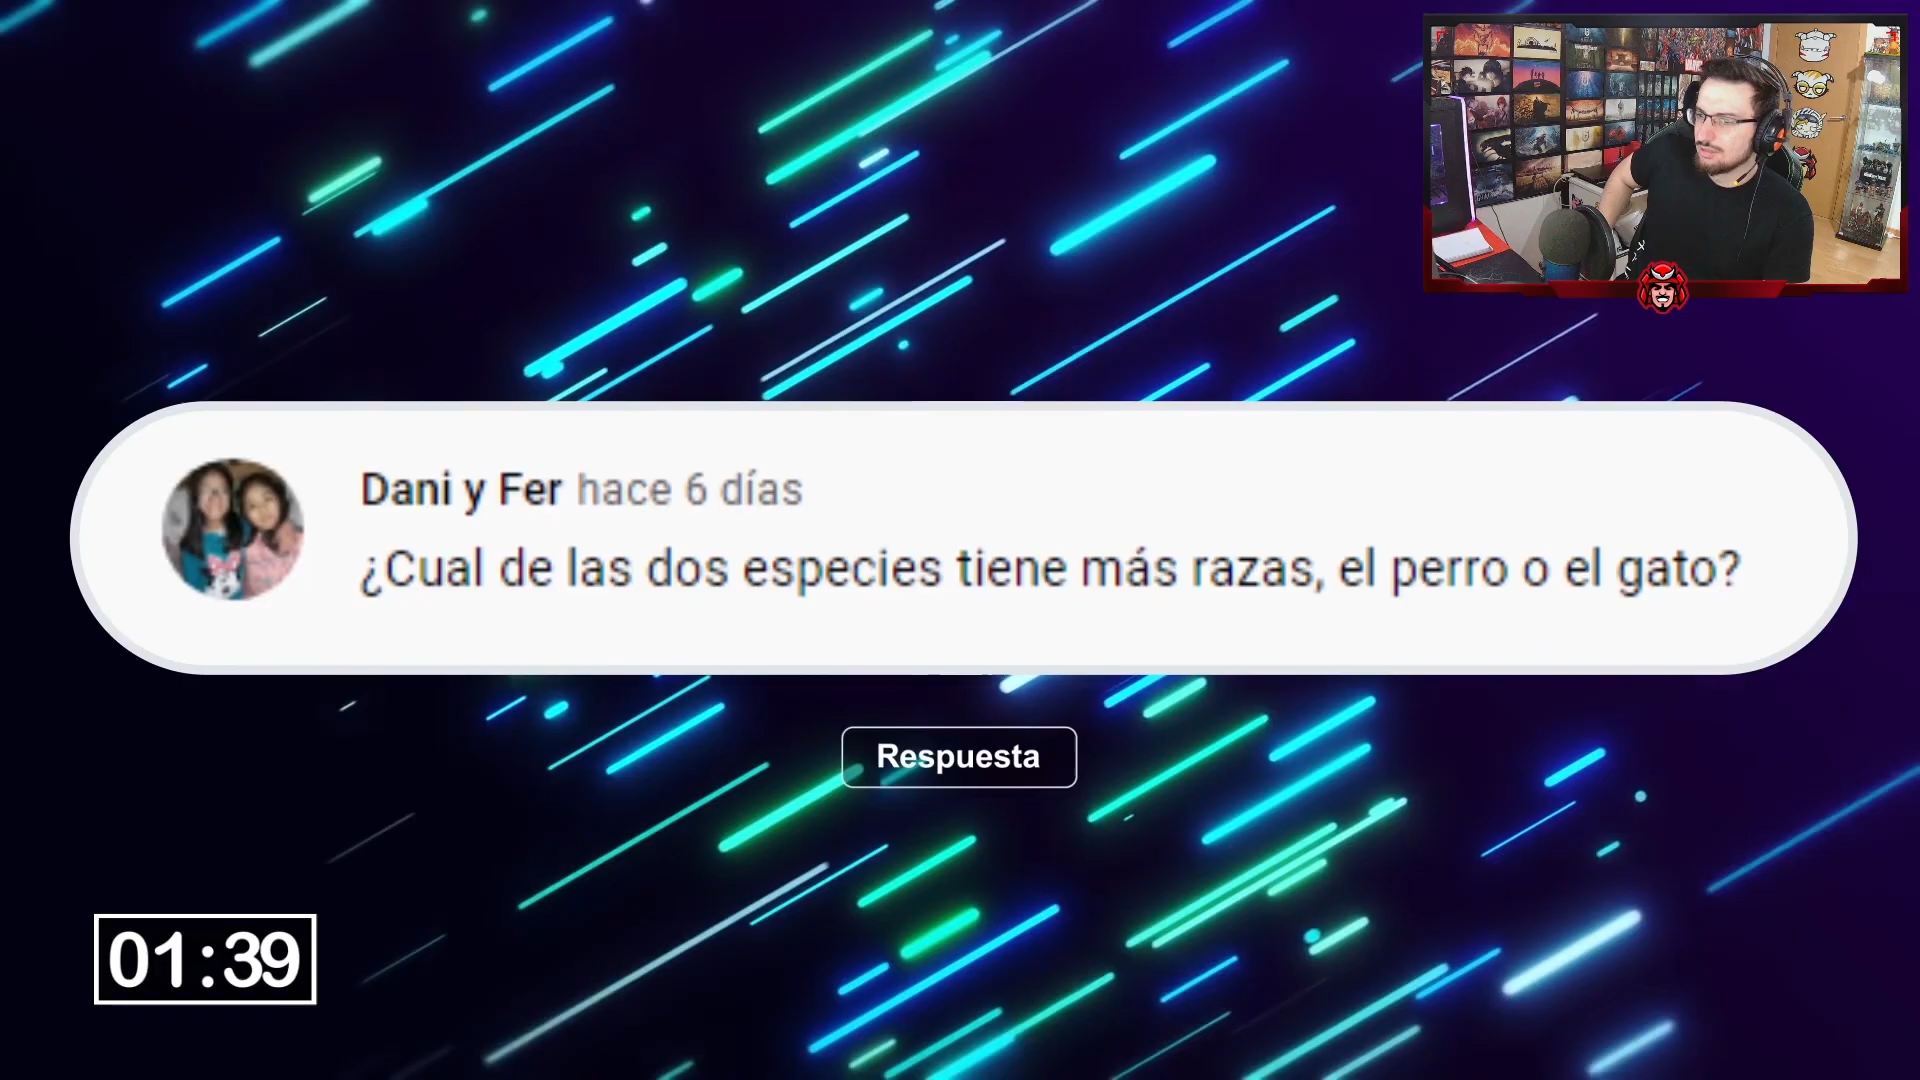 Dani y Fer hace 6 días
¿Cual de las dos especies tiene más razas, el perro o el gato?
Respuesta
01:39